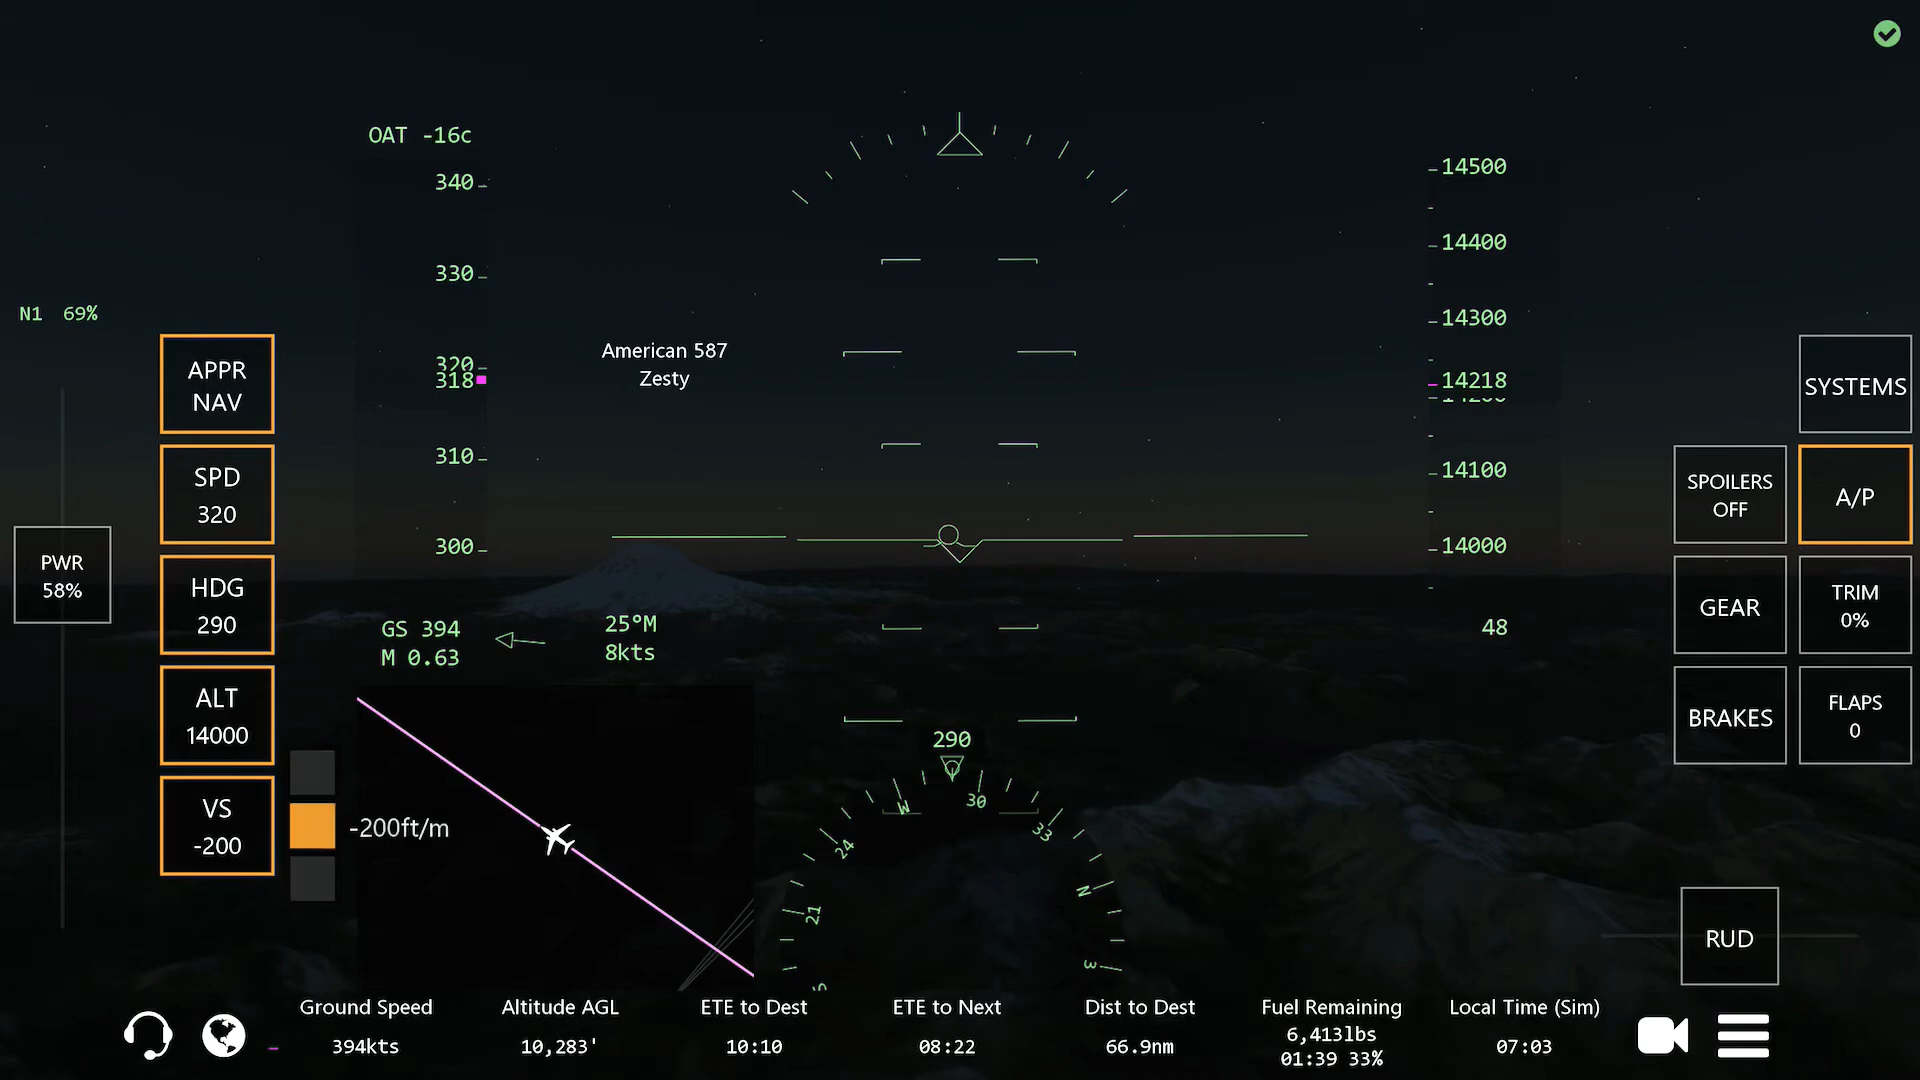 OAT -16c
340
330
320
318
310
300
N1 69%
American 587
Zesty
14500
14400
14300
14218
14200
14100
14000
48
APPR
NAV
SPD
320
HDG
290
ALT
14000
VS
-200
-200ft/m
PWR
58%
GS 394
M 0.63
25°M
8kts
290
21
24
W
30
33
N
3
SYSTEMS
SPOILERS
OFF
A/P
GEAR
TRIM
0%
BRAKES
FLAPS
0
RUD
Ground Speed
394kts
Altitude AGL
10,283'
ETE to Dest
10:10
ETE to Next
08:22
Dist to Dest
66.9nm
Fuel Remaining
6,413lbs
01:39 33%
Local Time (Sim)
07:03